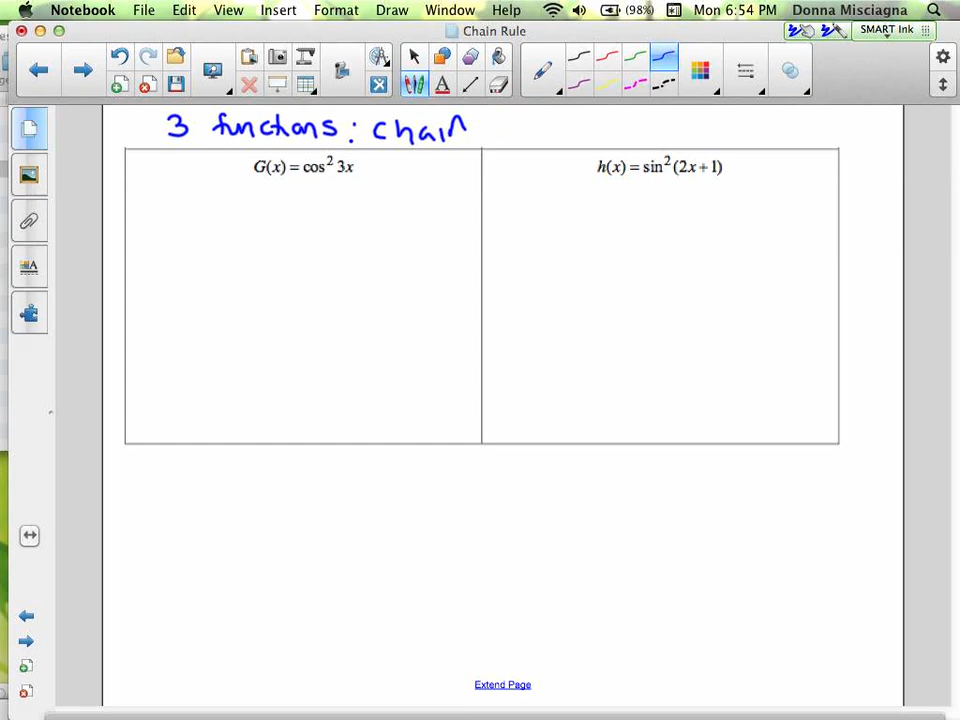 Notebook File Edit View Insert Format Draw Window Help (98%) Mon 6:54 PM Donna Misciagna
Chain Rule
SMART Ink
A
3 functions: chain
G(x) = cos² 3x
h(x) = sin² (2x + 1)
A
Extend Page